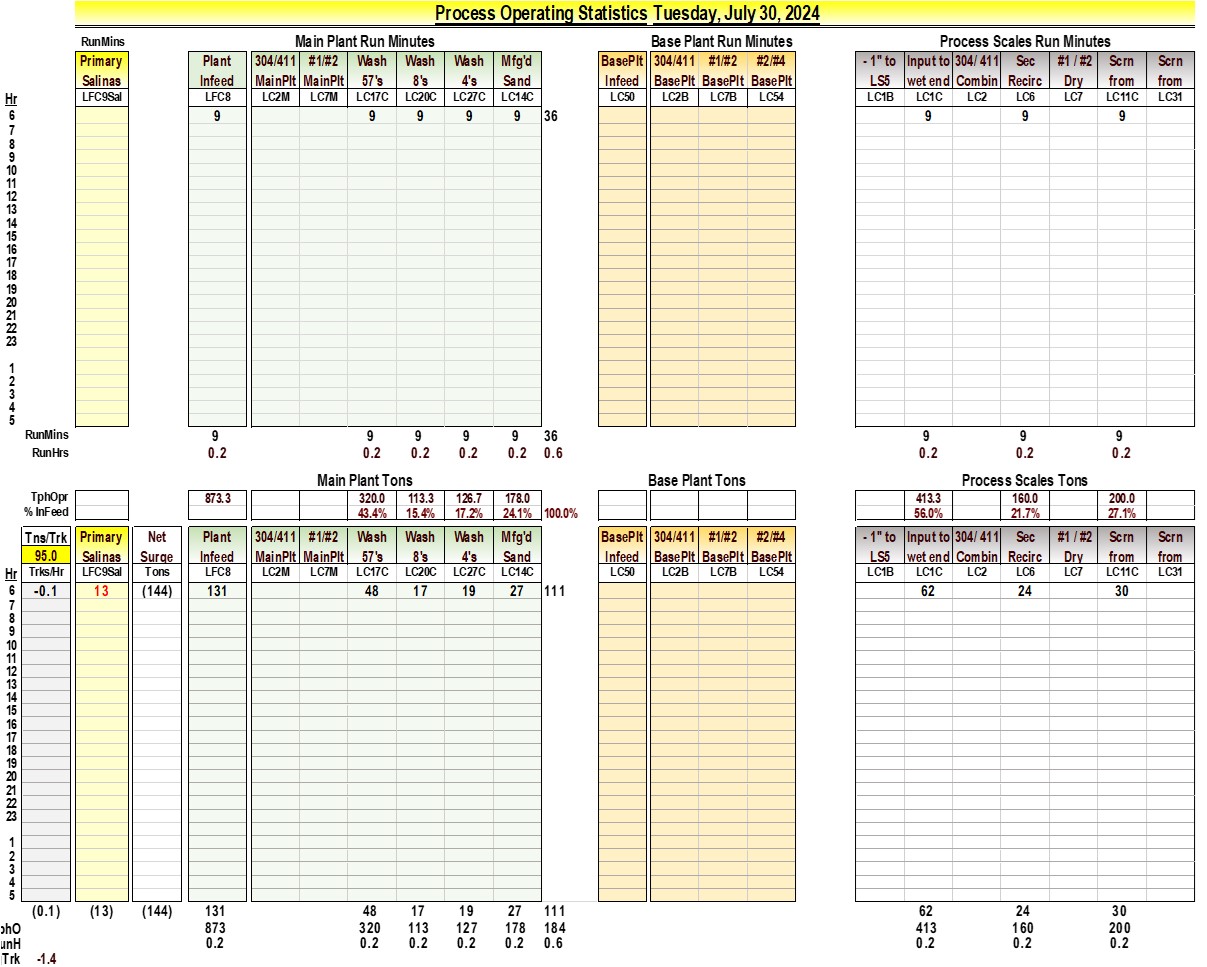 Process Operating Statistics Tuesday, July 30, 2024
RunMins Main Plant Run Minutes Base Plant Run Minutes Process Scales Run Minutes
Primary Plant 304/411 #1/#2 Wash Wash Wash Mfg'd BasePlt 304/411 #1/#2 #2/#4 - 1" to Input to 304/ 411 Sec #1 / #2 Scrn Scrn
Salinas Infeed MainPlt MainPlt 57's 8's 4's Sand Infeed BasePlt BasePlt BasePlt LS5 wet end Combin Recirc Dry from from
Hr LFC9Sal LFC8 LC2M LC7M LC17C LC20C LC27C LC14C LC50 LC2B LC7B LC54 LC1B LC1C LC2 LC6 LC7 LC11C LC31
6 9 9 9 9 9 36 9 9 9
7
8
9
10
11
12
13
14
15
16
17
18
19
20
21
22
23
1
2
3
4
5
RunMins 9 9 9 9 9 36 9 9 9
RunHrs 0.2 0.2 0.2 0.2 0.2 0.6 0.2 0.2 0.2
Main Plant Tons Base Plant Tons Process Scales Tons
TphOpr 873.3 320.0 113.3 126.7 178.0 413.3 160.0 200.0
% InFeed 43.4% 15.4% 17.2% 24.1% 100.0% 56.0% 21.7% 27.1%
Tns/Trk Primary Net Plant 304/411 #1/#2 Wash Wash Wash Mfg'd BasePlt 304/411 #1/#2 #2/#4 - 1" to Input to 304/ 411 Sec #1 / #2 Scrn Scrn
95.0 Salinas Surge Infeed MainPlt MainPlt 57's 8's 4's Sand Infeed BasePlt BasePlt BasePlt LS5 wet end Combin Recirc Dry from from
Hr Trks/Hr LFC9Sal Tons LFC8 LC2M LC7M LC17C LC20C LC27C LC14C LC50 LC2B LC7B LC54 LC1B LC1C LC2 LC6 LC7 LC11C LC31
6 -0.1 13 (144) 131 48 17 19 27 111 62 24 30
7
8
9
10
11
12
13
14
15
16
17
18
19
20
21
22
23
1
2
3
4
5
(0.1) (13) (144) 131 48 17 19 27 111 62 24 30
phO 873 320 113 127 178 184 413 160 200
unH 0.2 0.2 0.2 0.2 0.2 0.6 0.2 0.2 0.2
Trk -1.4